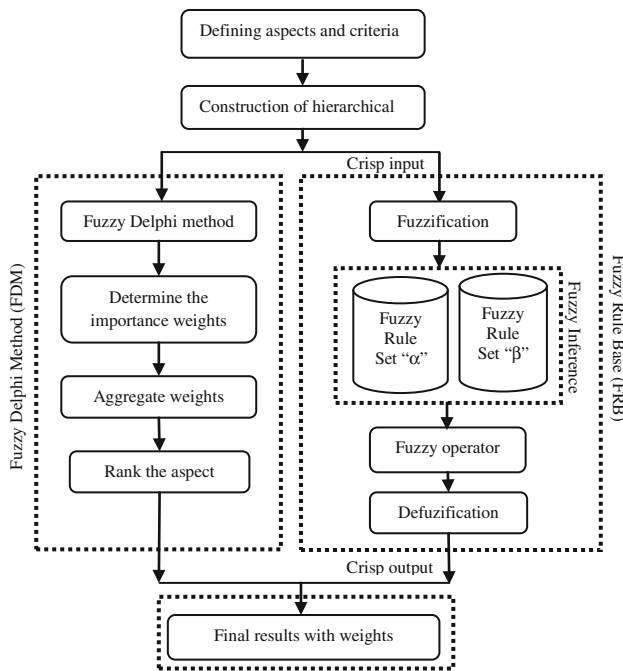 Defining aspects and criteria
Construction of hierarchical
Crisp input
Fuzzy Delphi Method (FDM)
Fuzzy Delphi method
Determine the
importance weights
Aggregate weights
Rank the aspect
Fuzzification
Fuzzy
Rule
Set “α”
Fuzzy
Rule
Set “β”
Fuzzy Inference
Fuzzy Rule Base (FRB)
Fuzzy operator
Defuzification
Crisp output
Final results with weights